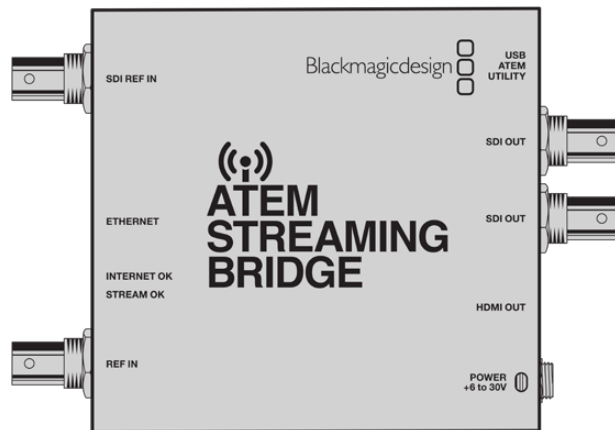 SDI REF IN
Blackmagicdesign
USB
ATEM
UTILITY
SDI OUT
ATEM
STREAMING
BRIDGE
SDI OUT
ETHERNET
INTERNET OK
STREAM OK
HDMI OUT
REF IN
POWER
+6 to 30V